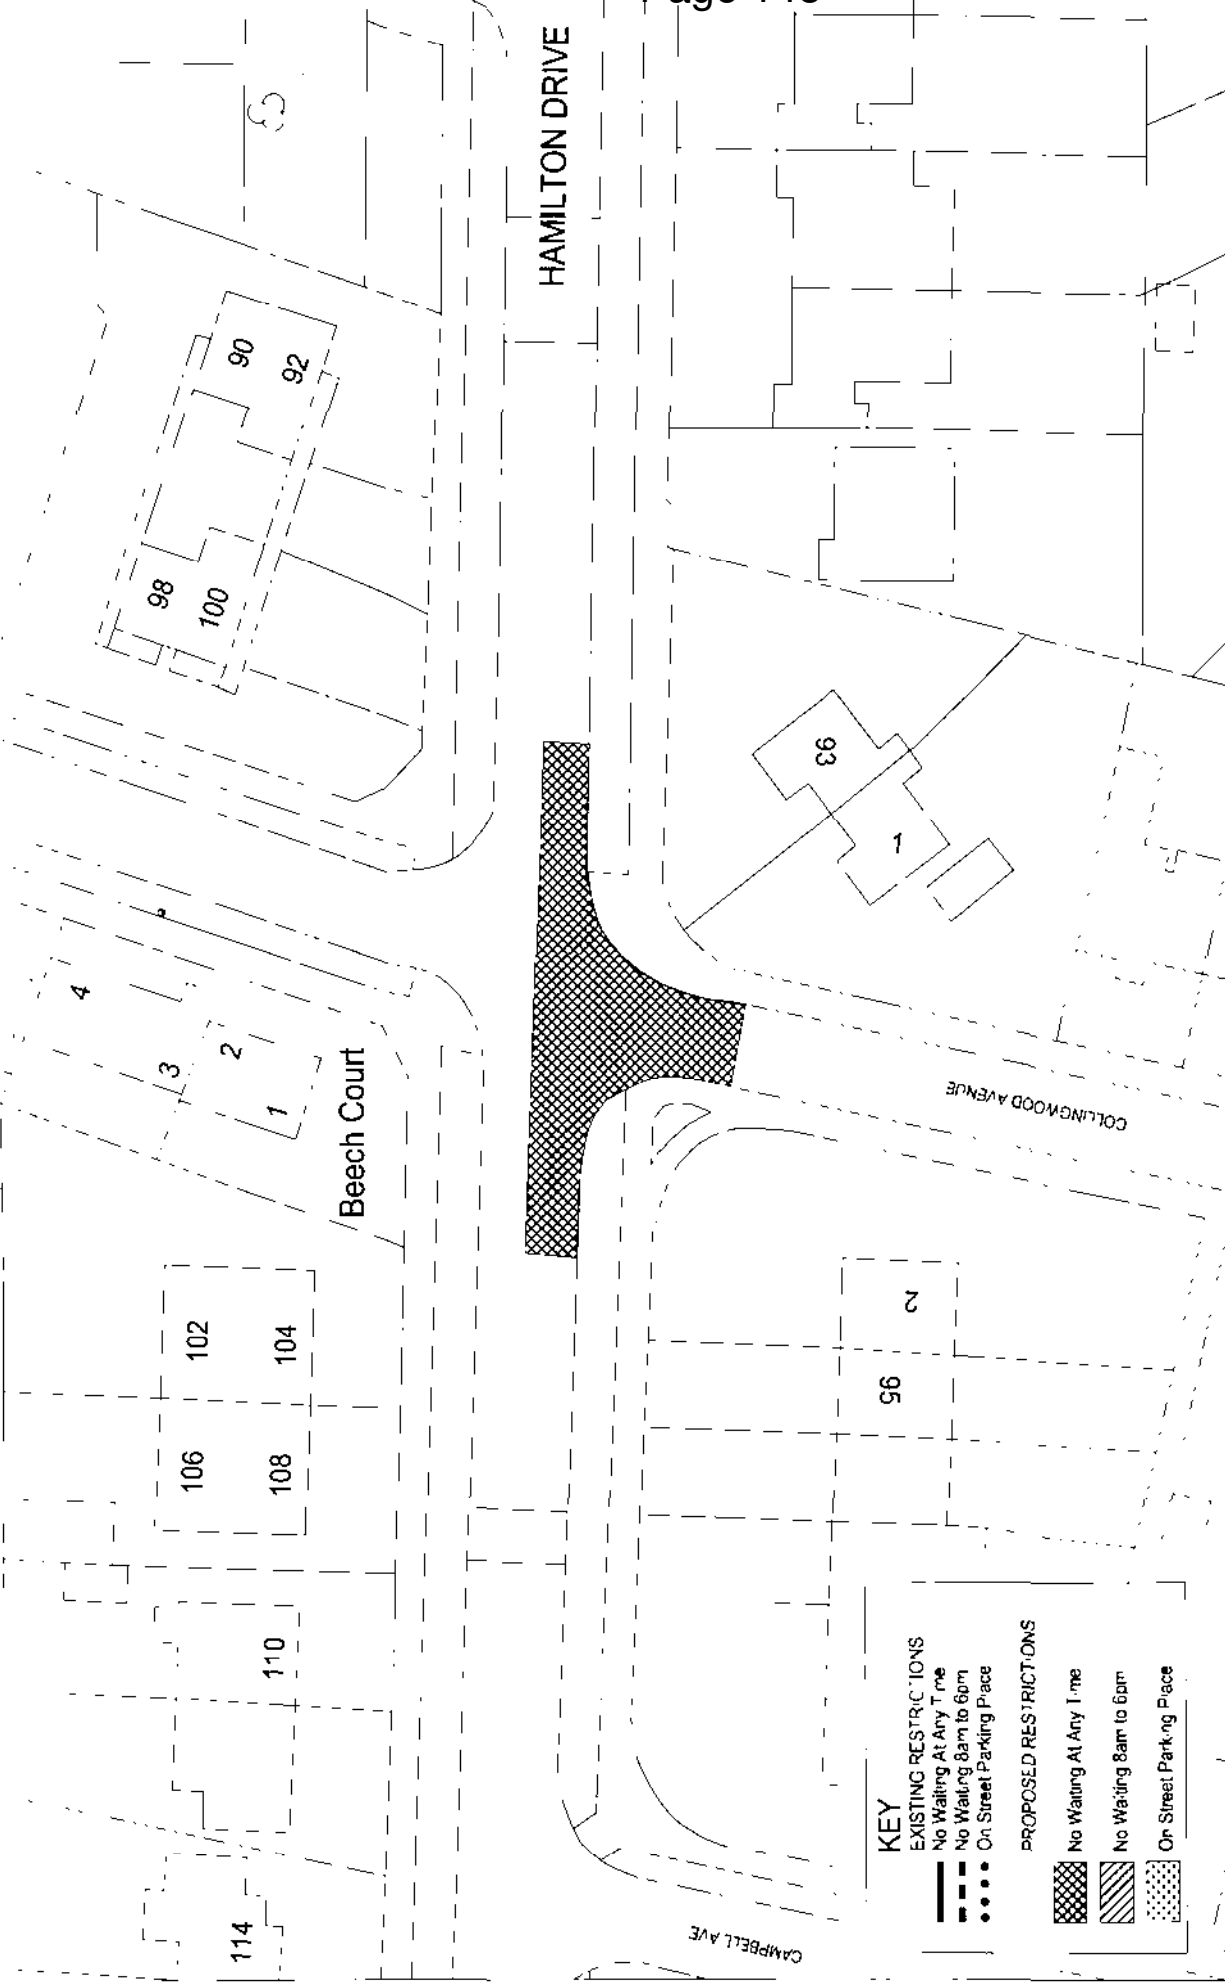 HAMILTON DRIVE
90
92
98
100
93
1
4
3
2
1
Beech Court
COLLINGWOOD AVENUE
102
104
106
108
2
95
110
114
CAMPBELL AVE
KEY
EXISTING RESTRICTIONS
No Waiting At Any Time
No Waiting 8am to 6pm
On Street Parking Place
PROPOSED RESTRICTIONS
No Waiting At Any Time
No Waiting 8am to 6pm
On Street Parking Place